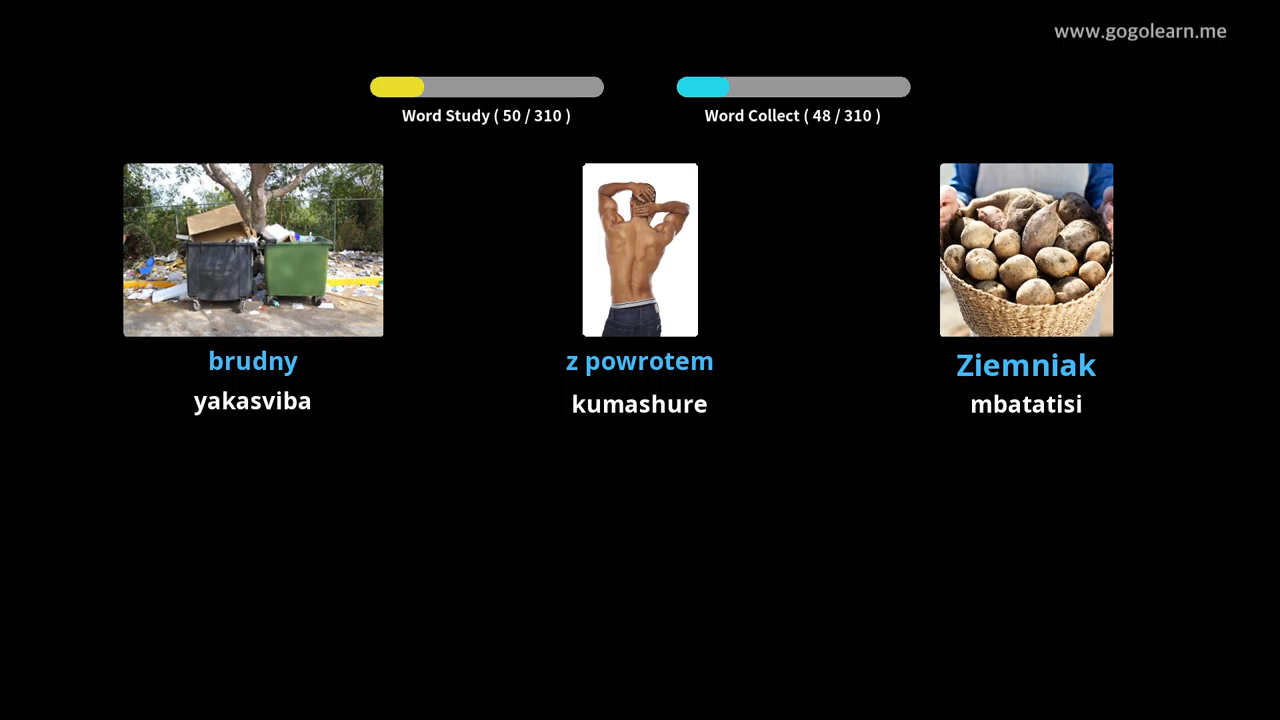 www.gogolearn.me
Word Study ( 50 / 310 )
Word Collect ( 48 / 310 )
brudny
yakasviba
z powrotem
kumashure
Ziemniak
mbatatisi